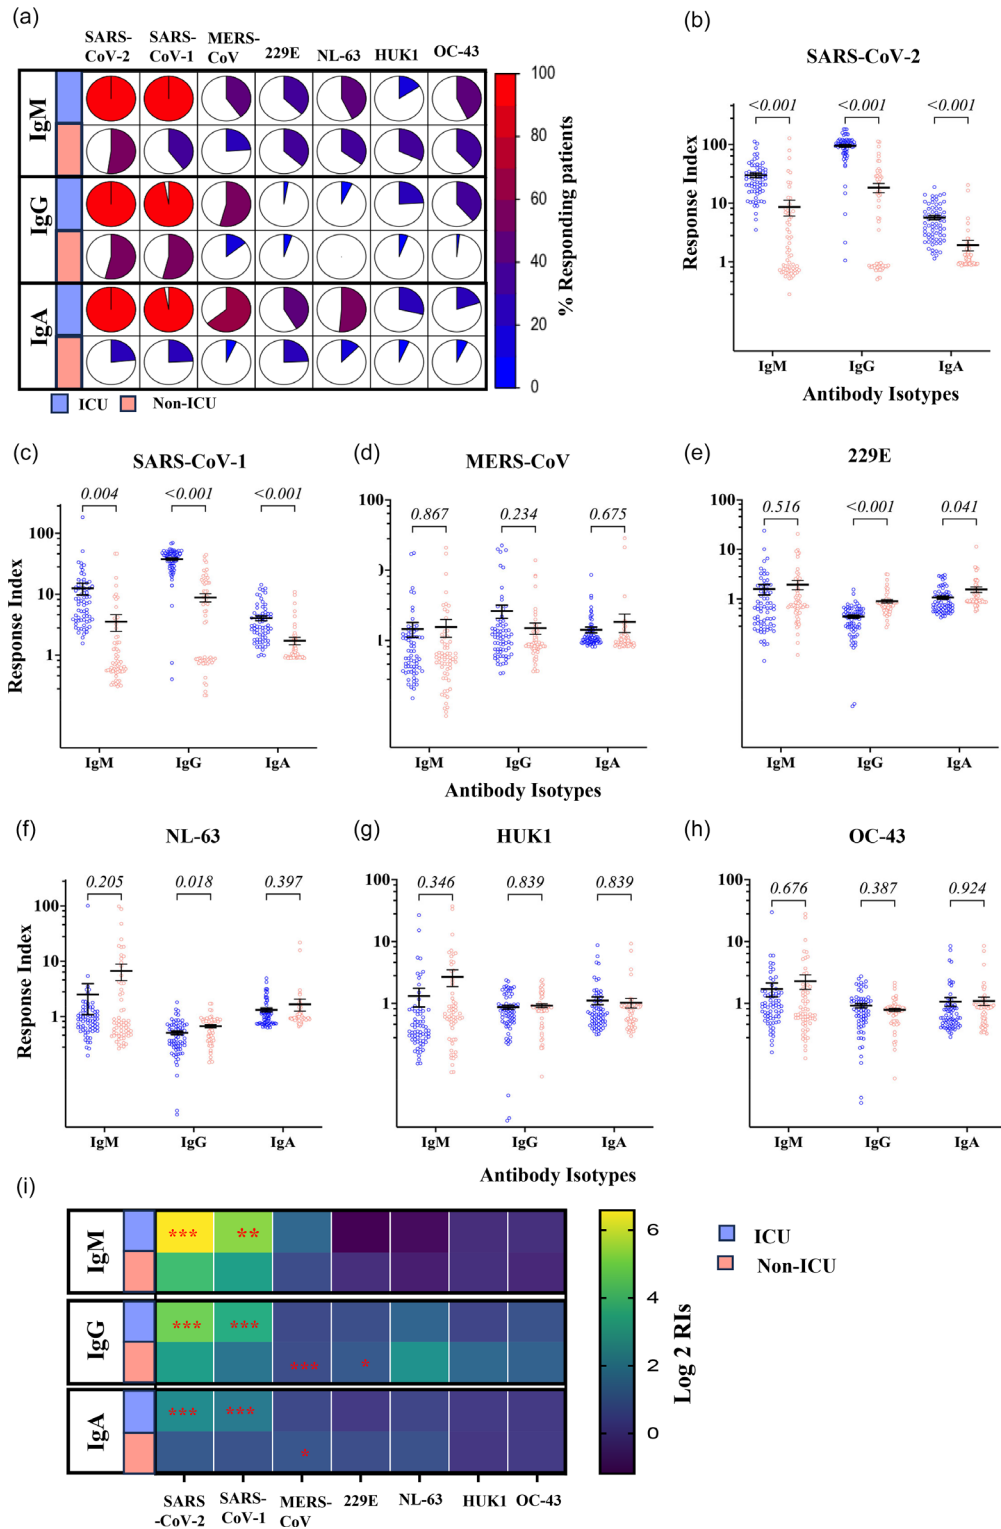 (a)
SARS-
CoV-2
SARS-
CoV-1
MERS-
CoV
229E
NL-63
HUK1
OC-43
IgM
IgG
IgA
100
80
60
40
20
0
% Responding patients
ICU
Non-ICU
(b)
SARS-CoV-2
<0.001
<0.001
<0.001
100
10
1
Response Index
IgM
IgG
IgA
Antibody Isotypes
(c)
SARS-CoV-1
0.004
<0.001
<0.001
100
10
1
Response Index
IgM
IgG
IgA
(d)
MERS-CoV
0.867
0.234
0.675
100
1
IgM
IgG
IgA
Antibody Isotypes
(e)
229E
0.516
<0.001
0.041
100
10
1
IgM
IgG
IgA
(f)
NL-63
0.205
0.018
0.397
100
10
1
Response Index
IgM
IgG
IgA
(g)
HUK1
0.346
0.839
0.839
100
10
1
IgM
IgG
IgA
Antibody Isotypes
(h)
OC-43
0.676
0.387
0.924
100
10
1
IgM
IgG
IgA
(i)
IgM
*** **
IgG
*** ***
*** *
IgA
*** ***
*
SARS
-CoV-2
SARS-
CoV-1
MERS-
CoV
229E
NL-63
HUK1
OC-43
6
4
2
0
Log 2 RIs
ICU
Non-ICU